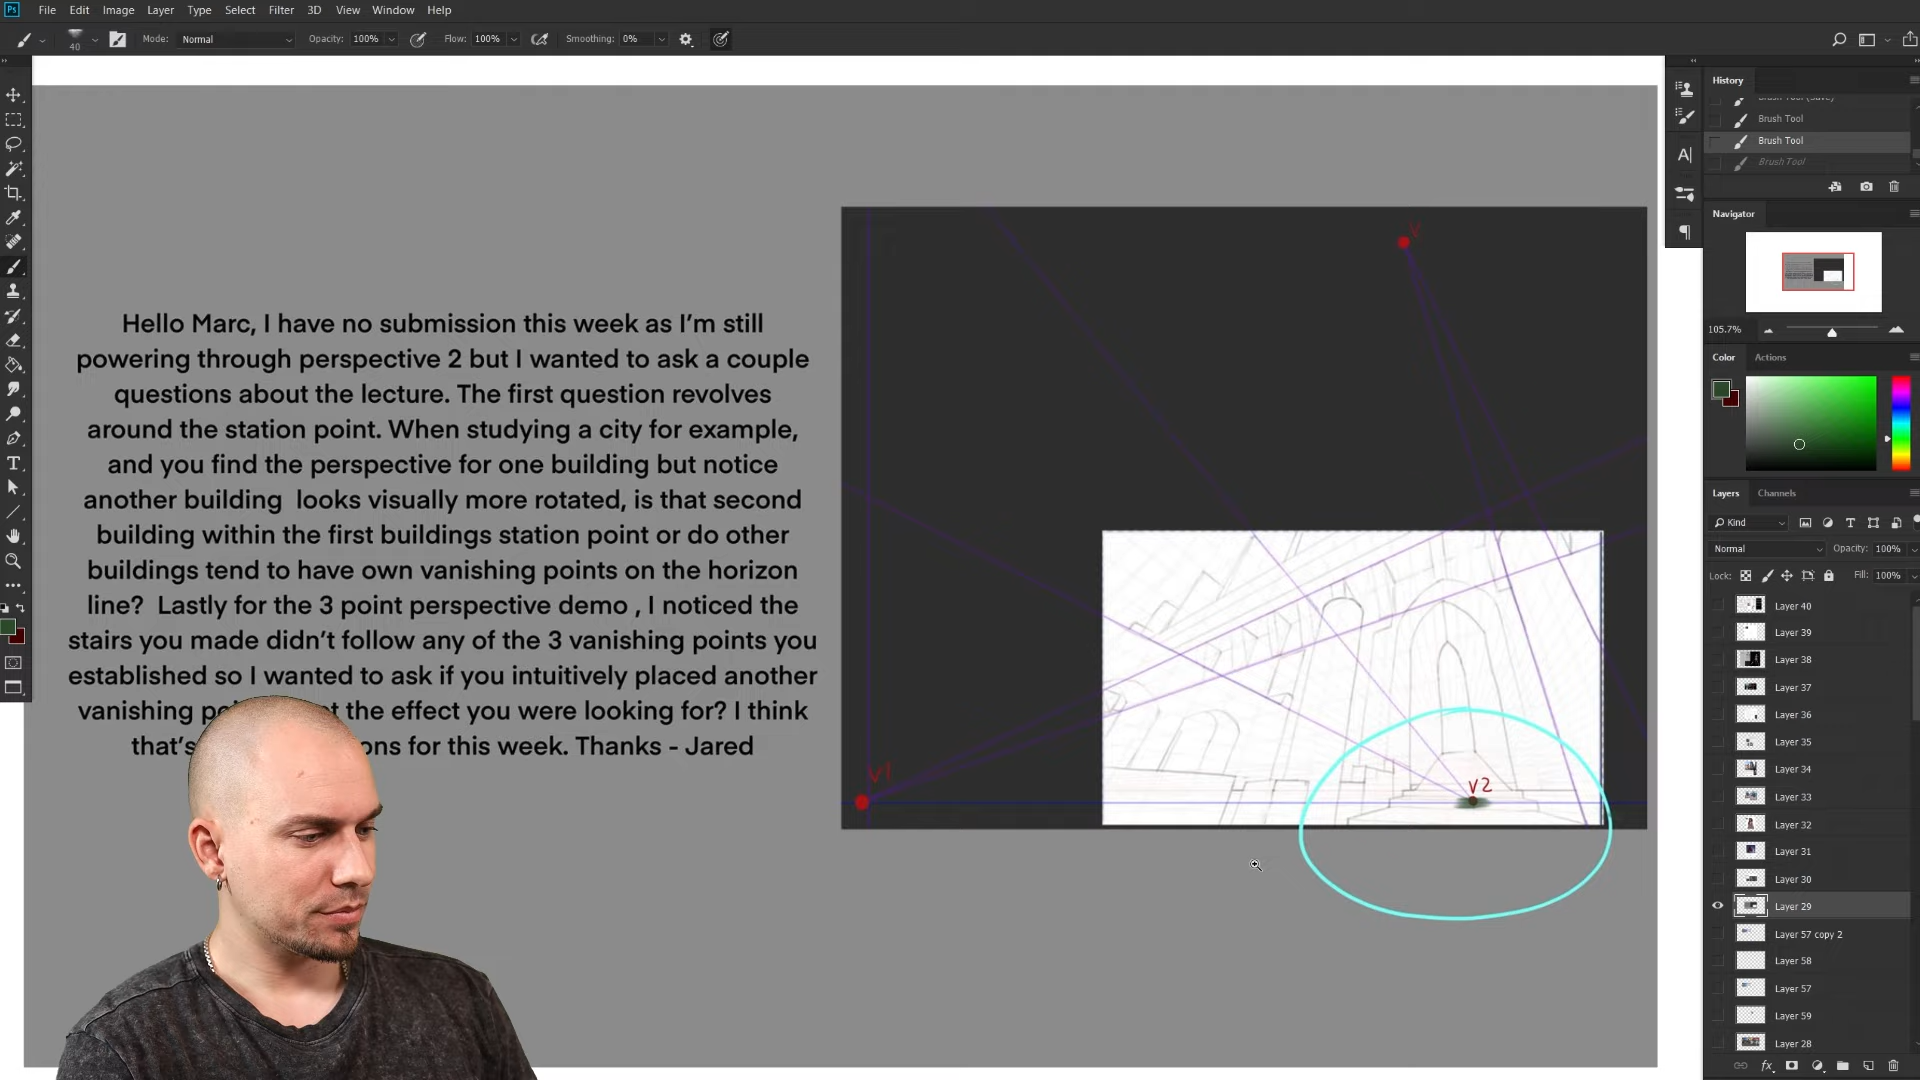 Ps File Edit Image Layer Type Select Filter 3D View Window Help
40 Mode: Normal Opacity: 100% Flow: 100% Smoothing: 0%
History
Brush Tool (Save)
Brush Tool
Brush Tool
Brush Tool
Navigator
105.7%
Color Actions
Layers Channels
Kind
Normal Opacity: 100%
Lock: Fill: 100%
Layer 40
Layer 39
Layer 38
Layer 37
Layer 36
Layer 35
Layer 34
Layer 33
Layer 32
Layer 31
Layer 30
Layer 29
Layer 57 copy 2
Layer 58
Layer 57
Layer 59
Layer 28
fx
Hello Marc, I have no submission this week as I’m still
powering through perspective 2 but I wanted to ask a couple
questions about the lecture. The first question revolves
around the station point. When studying a city for example,
and you find the perspective for one building but notice
another building looks visually more rotated, is that second
building within the first buildings station point or do other
buildings tend to have own vanishing points on the horizon
line? Lastly for the 3 point perspective demo , I noticed the
stairs you made didn’t follow any of the 3 vanishing points you
established so I wanted to ask if you intuitively placed another
vanishing the effect you were looking for? I think
that’s for this week. Thanks - Jared
V
V1
V2